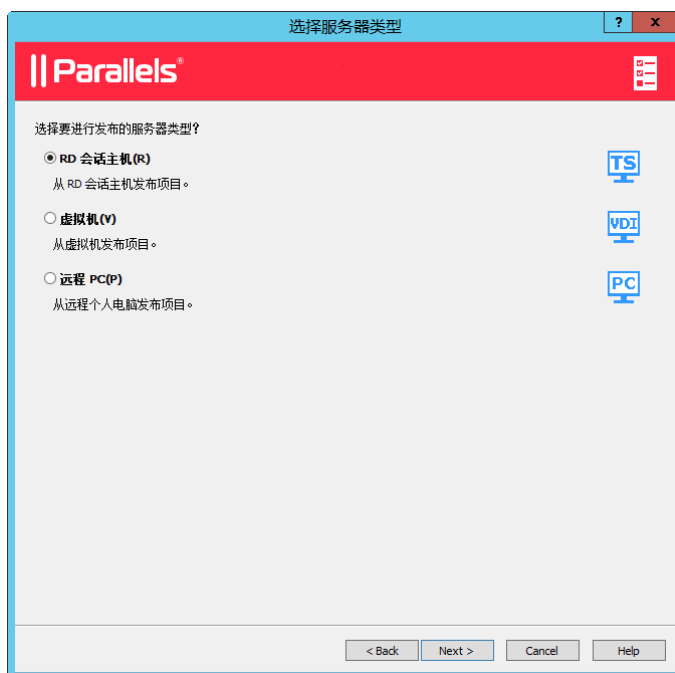 选择服务器类型
? x
|| Parallels®
选择要进行发布的服务器类型?
RD 会话主机(R)
TS
从 RD 会话主机发布项目。
虚拟机(V)
VDI
从虚拟机发布项目。
远程 PC(P)
PC
从远程个人电脑发布项目。
< Back Next > Cancel Help